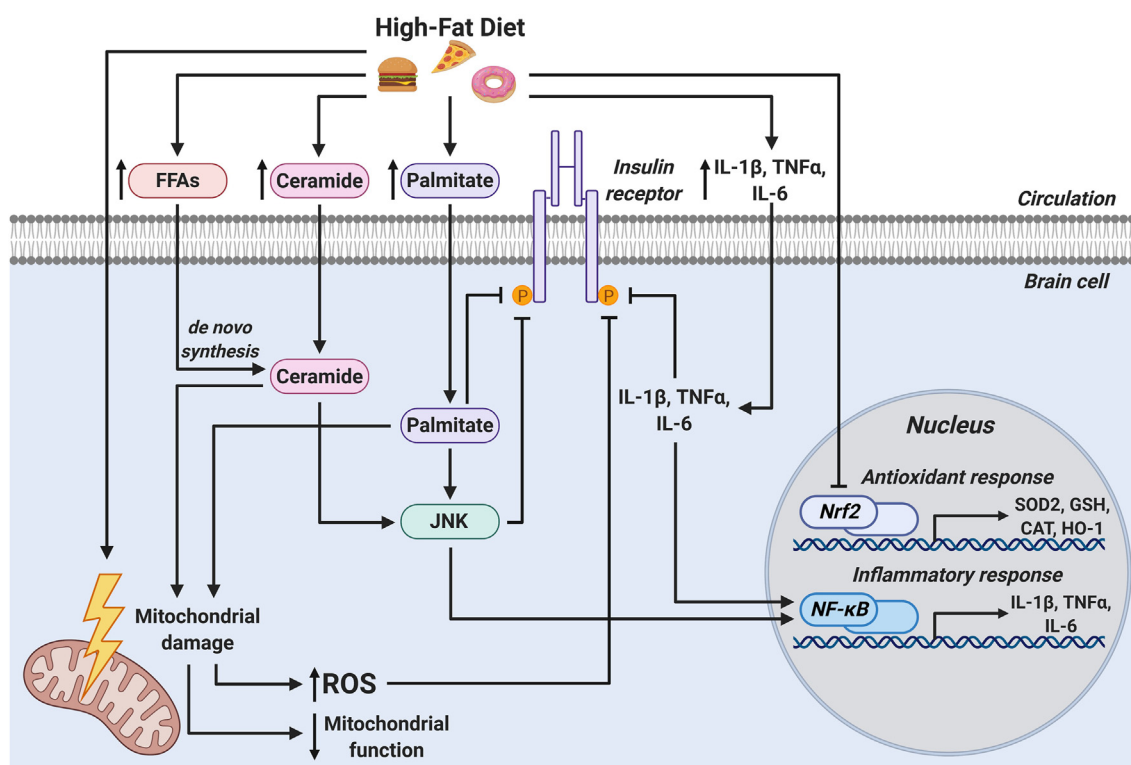 High-Fat Diet
FFAs
Ceramide
Palmitate
Insulin
receptor
IL-1β, TNFα,
IL-6
Circulation
Brain cell
P
P
de novo
synthesis
Ceramide
IL-1β, TNFα,
IL-6
Palmitate
JNK
Nucleus
Antioxidant response
Nrf2
SOD2, GSH,
CAT, HO-1
Inflammatory response
NF-κB
IL-1β, TNFα,
IL-6
Mitochondrial
damage
ROS
Mitochondrial
function